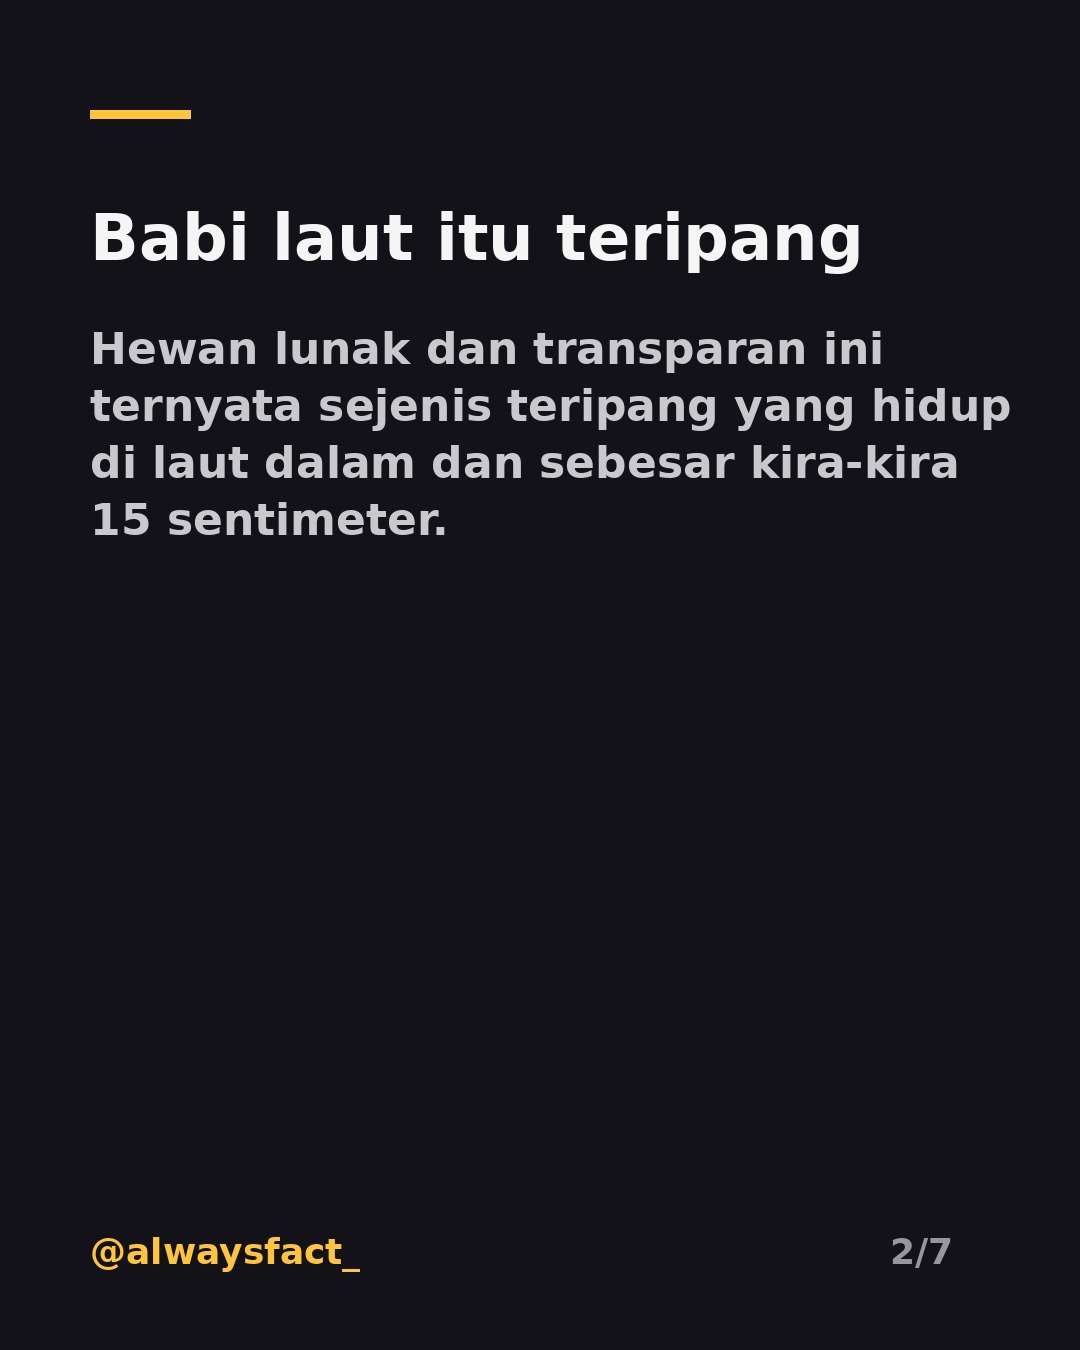 Babi laut itu teripang
Hewan lunak dan transparan ini
ternyata sejenis teripang yang hidup
di laut dalam dan sebesar kira-kira
15 sentimeter.
@alwaysfact_
2/7